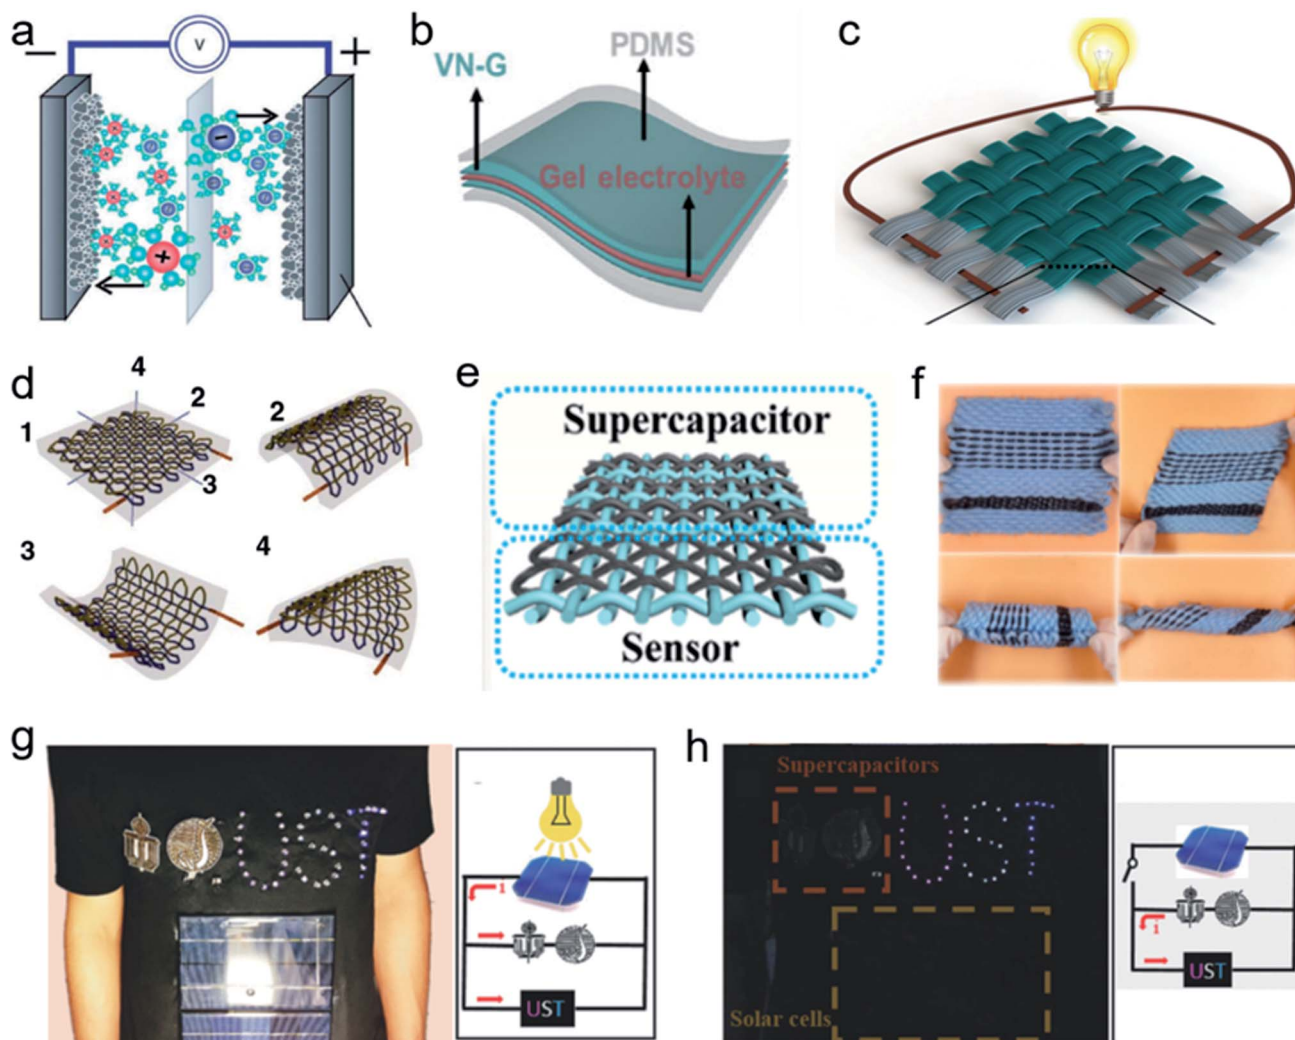 a
− V +
b
PDMS
VN-G
Gel electrolyte
c
d
4
2
1
3
2
3
4
e
Supercapacitor
Sensor
f
g
UST
i
UST
h
Supercapacitors
UST
Solar cells
i
UST